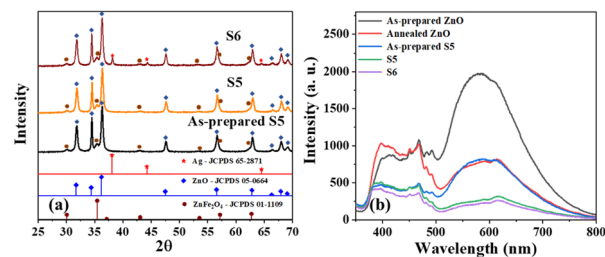 S6
S5
As-prepared S5
Ag - JCPDS 65-2871
ZnO - JCPDS 05-0664
ZnFe₂O₄ - JCPDS 01-1109
Intensity
(a)
25 30 35 40 45 50 55 60 65 70
2θ
As-prepared ZnO
Annealed ZnO
As-prepared S5
S5
S6
Intensity (a. u.)
2500
2000
1500
1000
500
0
(b)
400 500 600 700 800
Wavelength (nm)